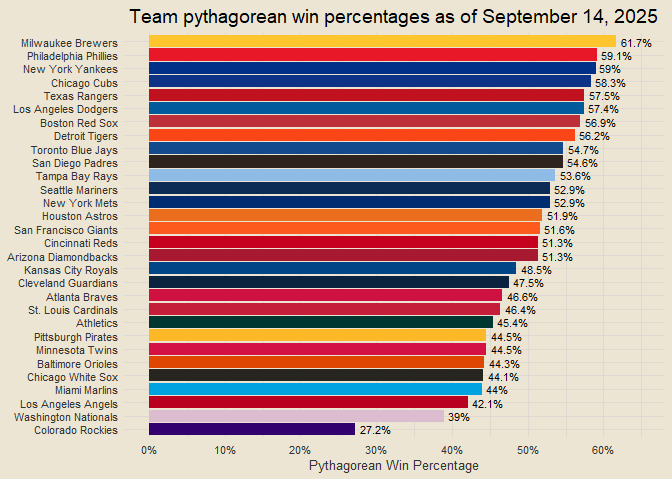 Team pythagorean win percentages as of September 14, 2025
Milwaukee Brewers 61.7%
Philadelphia Phillies 59.1%
New York Yankees 59%
Chicago Cubs 58.3%
Texas Rangers 57.5%
Los Angeles Dodgers 57.4%
Boston Red Sox 56.9%
Detroit Tigers 56.2%
Toronto Blue Jays 54.7%
San Diego Padres 54.6%
Tampa Bay Rays 53.6%
Seattle Mariners 52.9%
New York Mets 52.9%
Houston Astros 51.9%
San Francisco Giants 51.6%
Cincinnati Reds 51.3%
Arizona Diamondbacks 51.3%
Kansas City Royals 48.5%
Cleveland Guardians 47.5%
Atlanta Braves 46.6%
St. Louis Cardinals 46.4%
Athletics 45.4%
Pittsburgh Pirates 44.5%
Minnesota Twins 44.5%
Baltimore Orioles 44.3%
Chicago White Sox 44.1%
Miami Marlins 44%
Los Angeles Angels 42.1%
Washington Nationals 39%
Colorado Rockies 27.2%
0% 10% 20% 30% 40% 50% 60%
Pythagorean Win Percentage